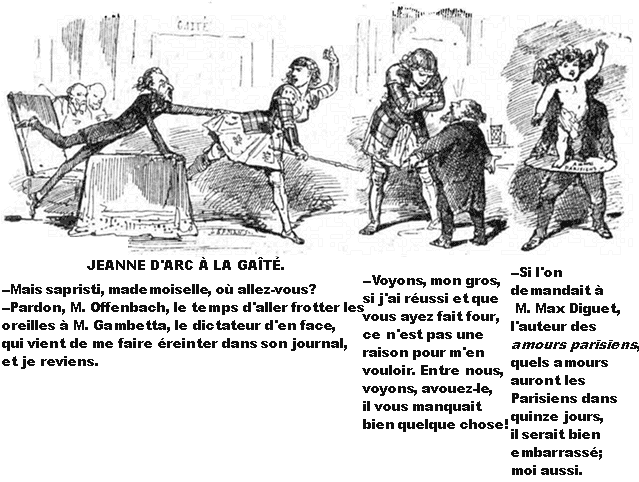 GAITÉ
JEANNE D'ARC À LA GAÎTÉ.
–Mais sapristi, mademoiselle, où allez-vous?
–Pardon, M. Offenbach, le temps d'aller frotter les
oreilles à M. Gambetta, le dictateur d'en face,
qui vient de me faire éreinter dans son journal,
et je reviens.
–Voyons, mon gros,
si j'ai réussi et que
vous ayez fait four,
ce n'est pas une
raison pour m'en
vouloir. Entre nous,
voyons, avouez-le,
il vous manquait
bien quelque chose!
PARISIENS
–Si l'on
demandait à
M. Max Diguet,
l'auteur des
amours parisiens,
quels amours
auront les
Parisiens dans
quinze jours,
il serait bien
embarrassé;
moi aussi.